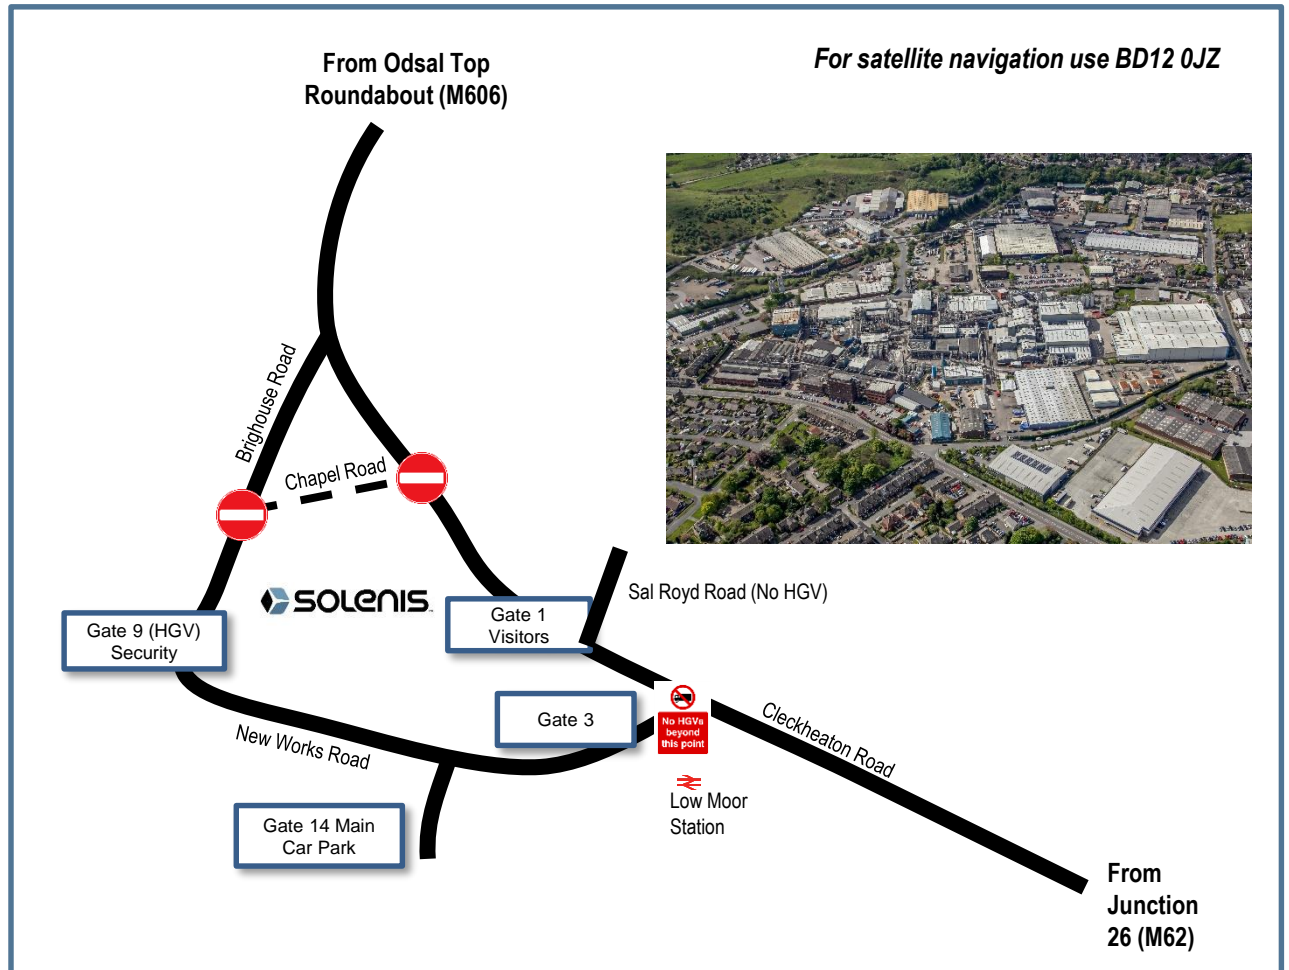 From Odsal Top
Roundabout (M606)
For satellite navigation use BD12 0JZ
Brighouse Road
Chapel Road
SOLENIS
Sal Royd Road (No HGV)
Gate 9 (HGV)
Security
Gate 1
Visitors
Gate 3
No HGVs
beyond
this point
Cleckheaton Road
New Works Road
Low Moor
Station
Gate 14 Main
Car Park
From
Junction
26 (M62)